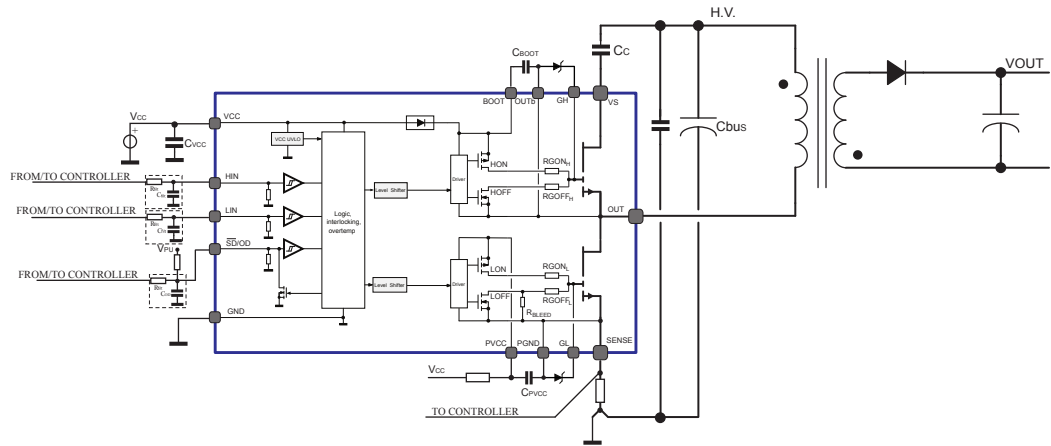 H.V.
CBOOT
CC
VOUT
BOOT
OUTb
GH
VS
VCC
VCC
CVCC
VCC UVLO
Cbus
FROM/TO CONTROLLER
HIN
HON
RGONH
Level Shifter
Driver
HOFF
RGOFFH
FROM/TO CONTROLLER
LIN
Logic,
interlocking,
overtemp
OUT
VPU
SD/OD
LON
RGONL
FROM/TO CONTROLLER
Level Shifter
Driver
LOFF
RGOFFL
RBLEED
GND
PVCC
PGND
GL
SENSE
VCC
CPVCC
TO CONTROLLER